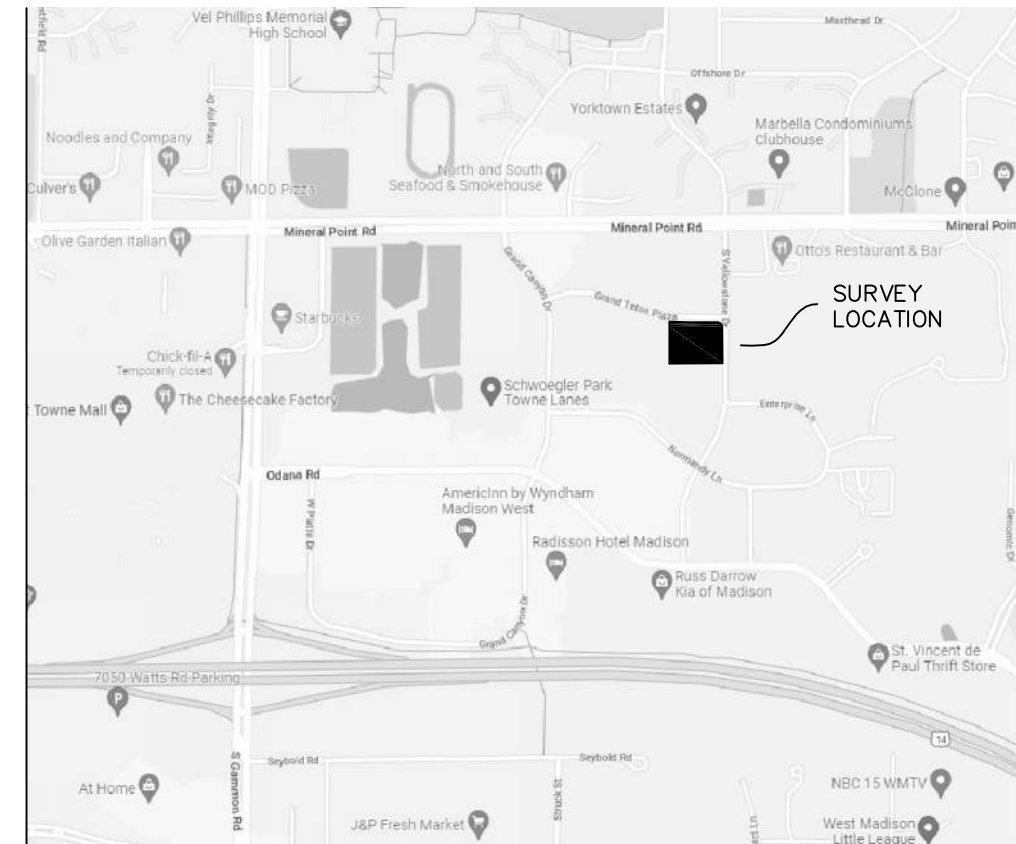 Vel Phillips Memorial
High School
Masthead Dr
stfield Rd
Offshore Dr
Integrity Dr
Yorktown Estates
Marbella Condominiums
Clubhouse
Noodles and Company
North and South
Seafood & Smokehouse
Culver's
MOD Pizza
McClone
Mineral Point Rd
Mineral Point Rd
Mineral Poin
Olive Garden Italian
Otto's Restaurant & Bar
Grand Canyon Dr
S Yellowstone Dr
Grand Teton Plaza
SURVEY
LOCATION
Starbucks
Chick-fil-A
Temporarily closed
Schwoegler Park
Towne Lanes
The Cheesecake Factory
t Towne Mall
Enterprise Ln
Normandy Ln
Odana Rd
W Platte Dr
AmericInn by Wyndham
Madison West
Radisson Hotel Madison
Genomite Dr
Russ Darrow
Kia of Madison
Grand Canyon Dr
St. Vincent de
Paul Thrift Store
7050 Watts Rd Parking
P
14
S Gammon Rd
Seybold Rd
Seybold Rd
At Home
Struck St
NBC 15 WMTV
J&P Fresh Market
West Madison
Little League